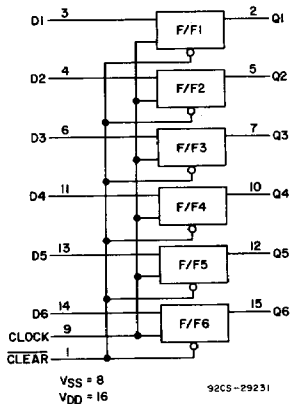 D1 3 F/F1 2 Q1
D2 4 F/F2 5 Q2
D3 6 F/F3 7 Q3
D4 11 F/F4 10 Q4
D5 13 F/F5 12 Q5
D6 14 F/F6 15 Q6
CLOCK 9
CLEAR 1
VSS = 8
VDD = 16
92CS-29231